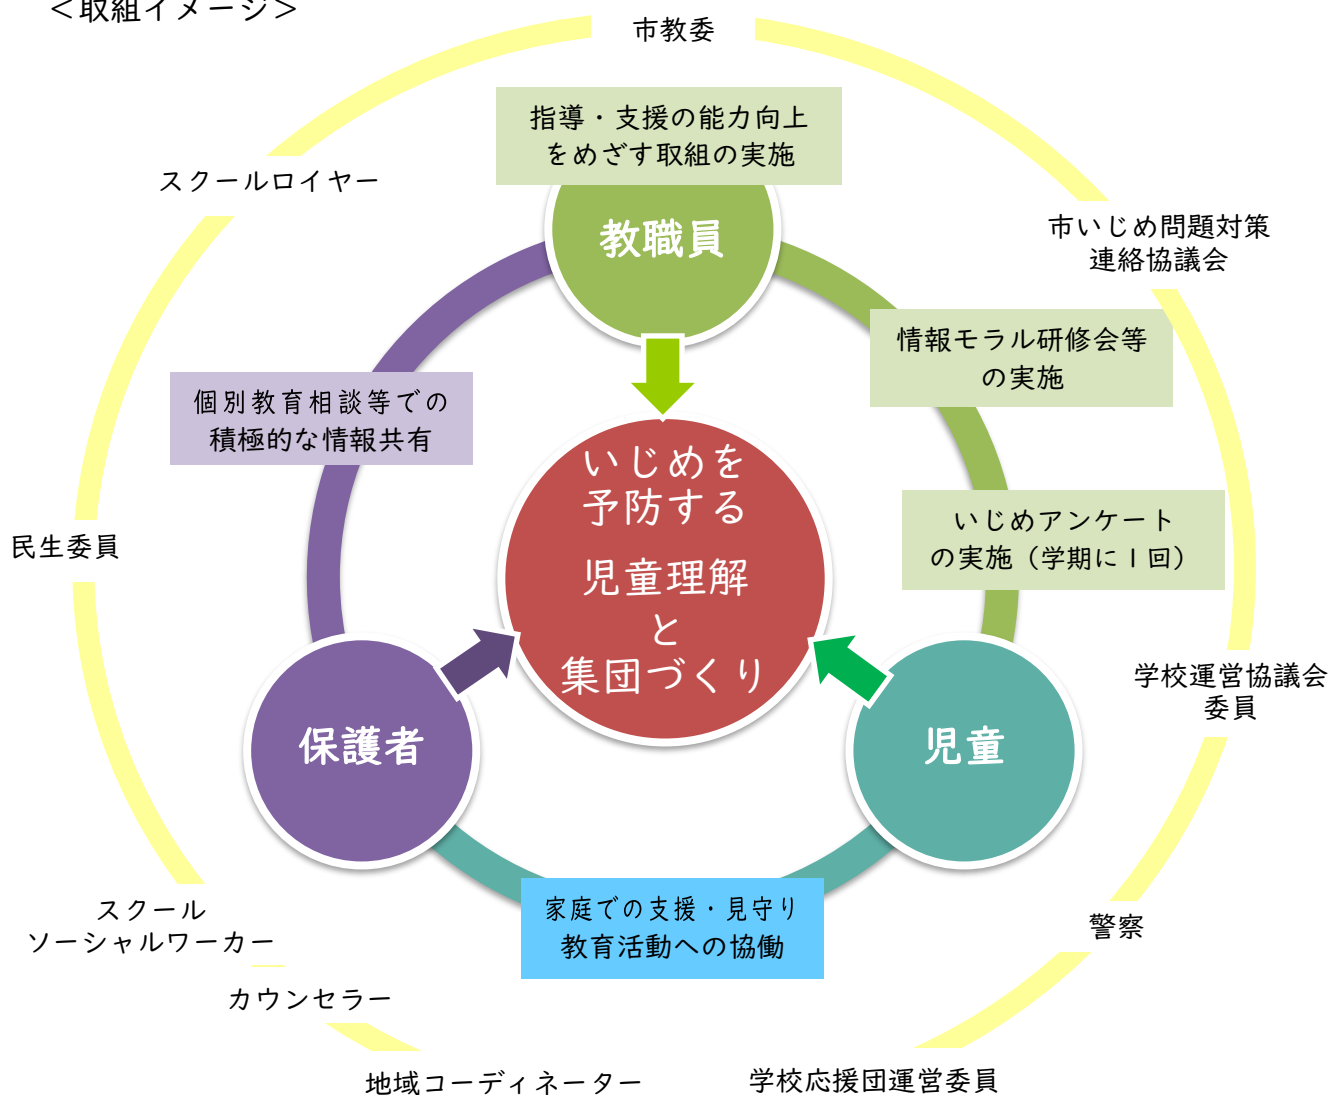 ＜取組イメージ＞
市教委
指導・支援の能力向上
をめざす取組の実施
スクールロイヤー
教職員
市いじめ問題対策
連絡協議会
情報モラル研修会等
の実施
個別教育相談等での
積極的な情報共有
いじめを
予防する
児童理解
と
集団づくり
いじめアンケート
の実施（学期に１回）
民生委員
学校運営協議会
委員
保護者
児童
家庭での支援・見守り
教育活動への協働
スクール
ソーシャルワーカー
警察
カウンセラー
地域コーディネーター
学校応援団運営委員